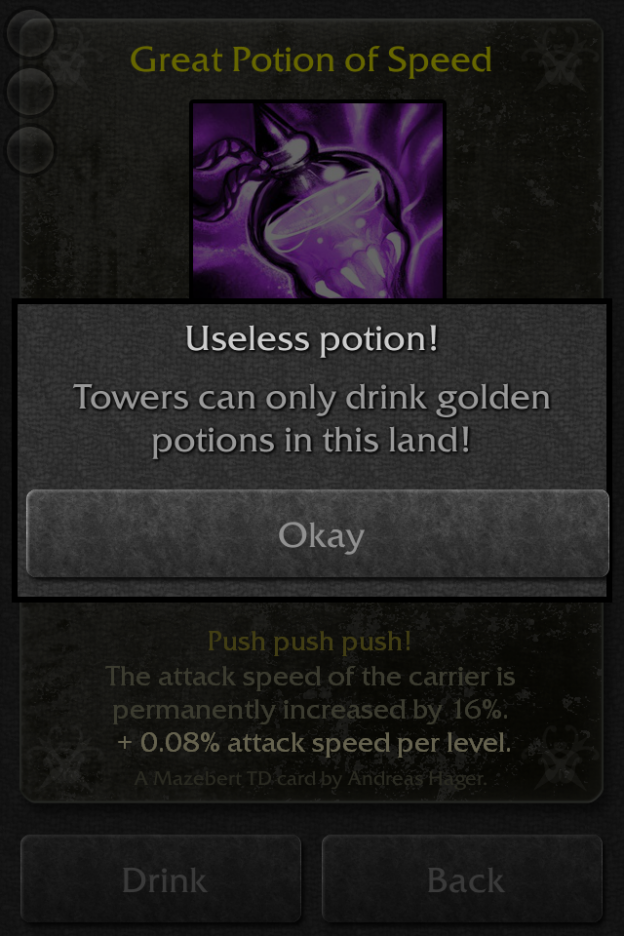 Great Potion of Speed
Useless potion!
Towers can only drink golden
potions in this land!
Okay
Push push push!
The attack speed of the carrier is
permanently increased by 16%.
+ 0.08% attack speed per level.
A Mazebert TD card by Andreas Hager.
Drink
Back